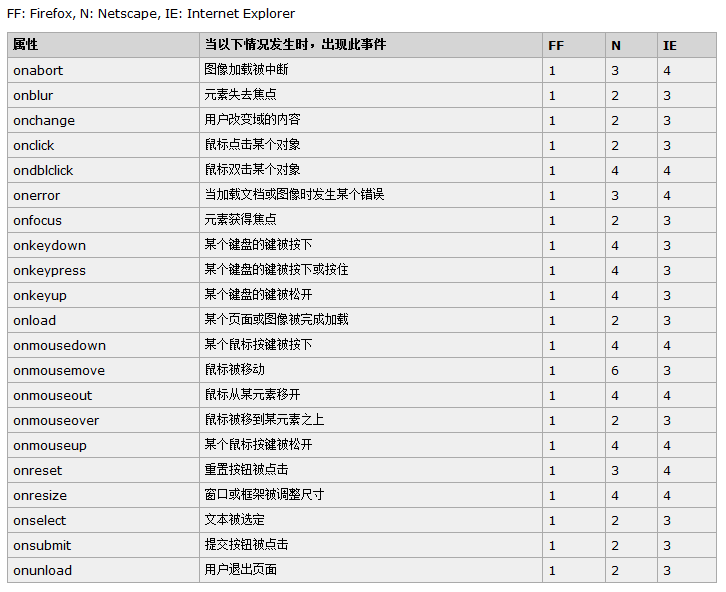 FF: Firefox, N: Netscape, IE: Internet Explorer
属性 当以下情况发生时，出现此事件 FF N IE
onabort 图像加载被中断 1 3 4
onblur 元素失去焦点 1 2 3
onchange 用户改变域的内容 1 2 3
onclick 鼠标点击某个对象 1 2 3
ondblclick 鼠标双击某个对象 1 4 4
onerror 当加载文档或图像时发生某个错误 1 3 4
onfocus 元素获得焦点 1 2 3
onkeydown 某个键盘的键被按下 1 4 3
onkeypress 某个键盘的键被按下或按住 1 4 3
onkeyup 某个键盘的键被松开 1 4 3
onload 某个页面或图像被完成加载 1 2 3
onmousedown 某个鼠标按键被按下 1 4 4
onmousemove 鼠标被移动 1 6 3
onmouseout 鼠标从某元素移开 1 4 4
onmouseover 鼠标被移到某元素之上 1 2 3
onmouseup 某个鼠标按键被松开 1 4 4
onreset 重置按钮被点击 1 3 4
onresize 窗口或框架被调整尺寸 1 4 4
onselect 文本被选定 1 2 3
onsubmit 提交按钮被点击 1 2 3
onunload 用户退出页面 1 2 3